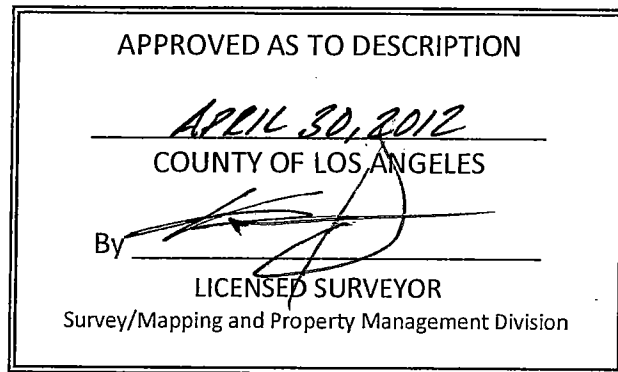 APPROVED AS TO DESCRIPTION
APRIL 30, 2012
COUNTY OF LOS ANGELES
By
LICENSED SURVEYOR
Survey/Mapping and Property Management Division